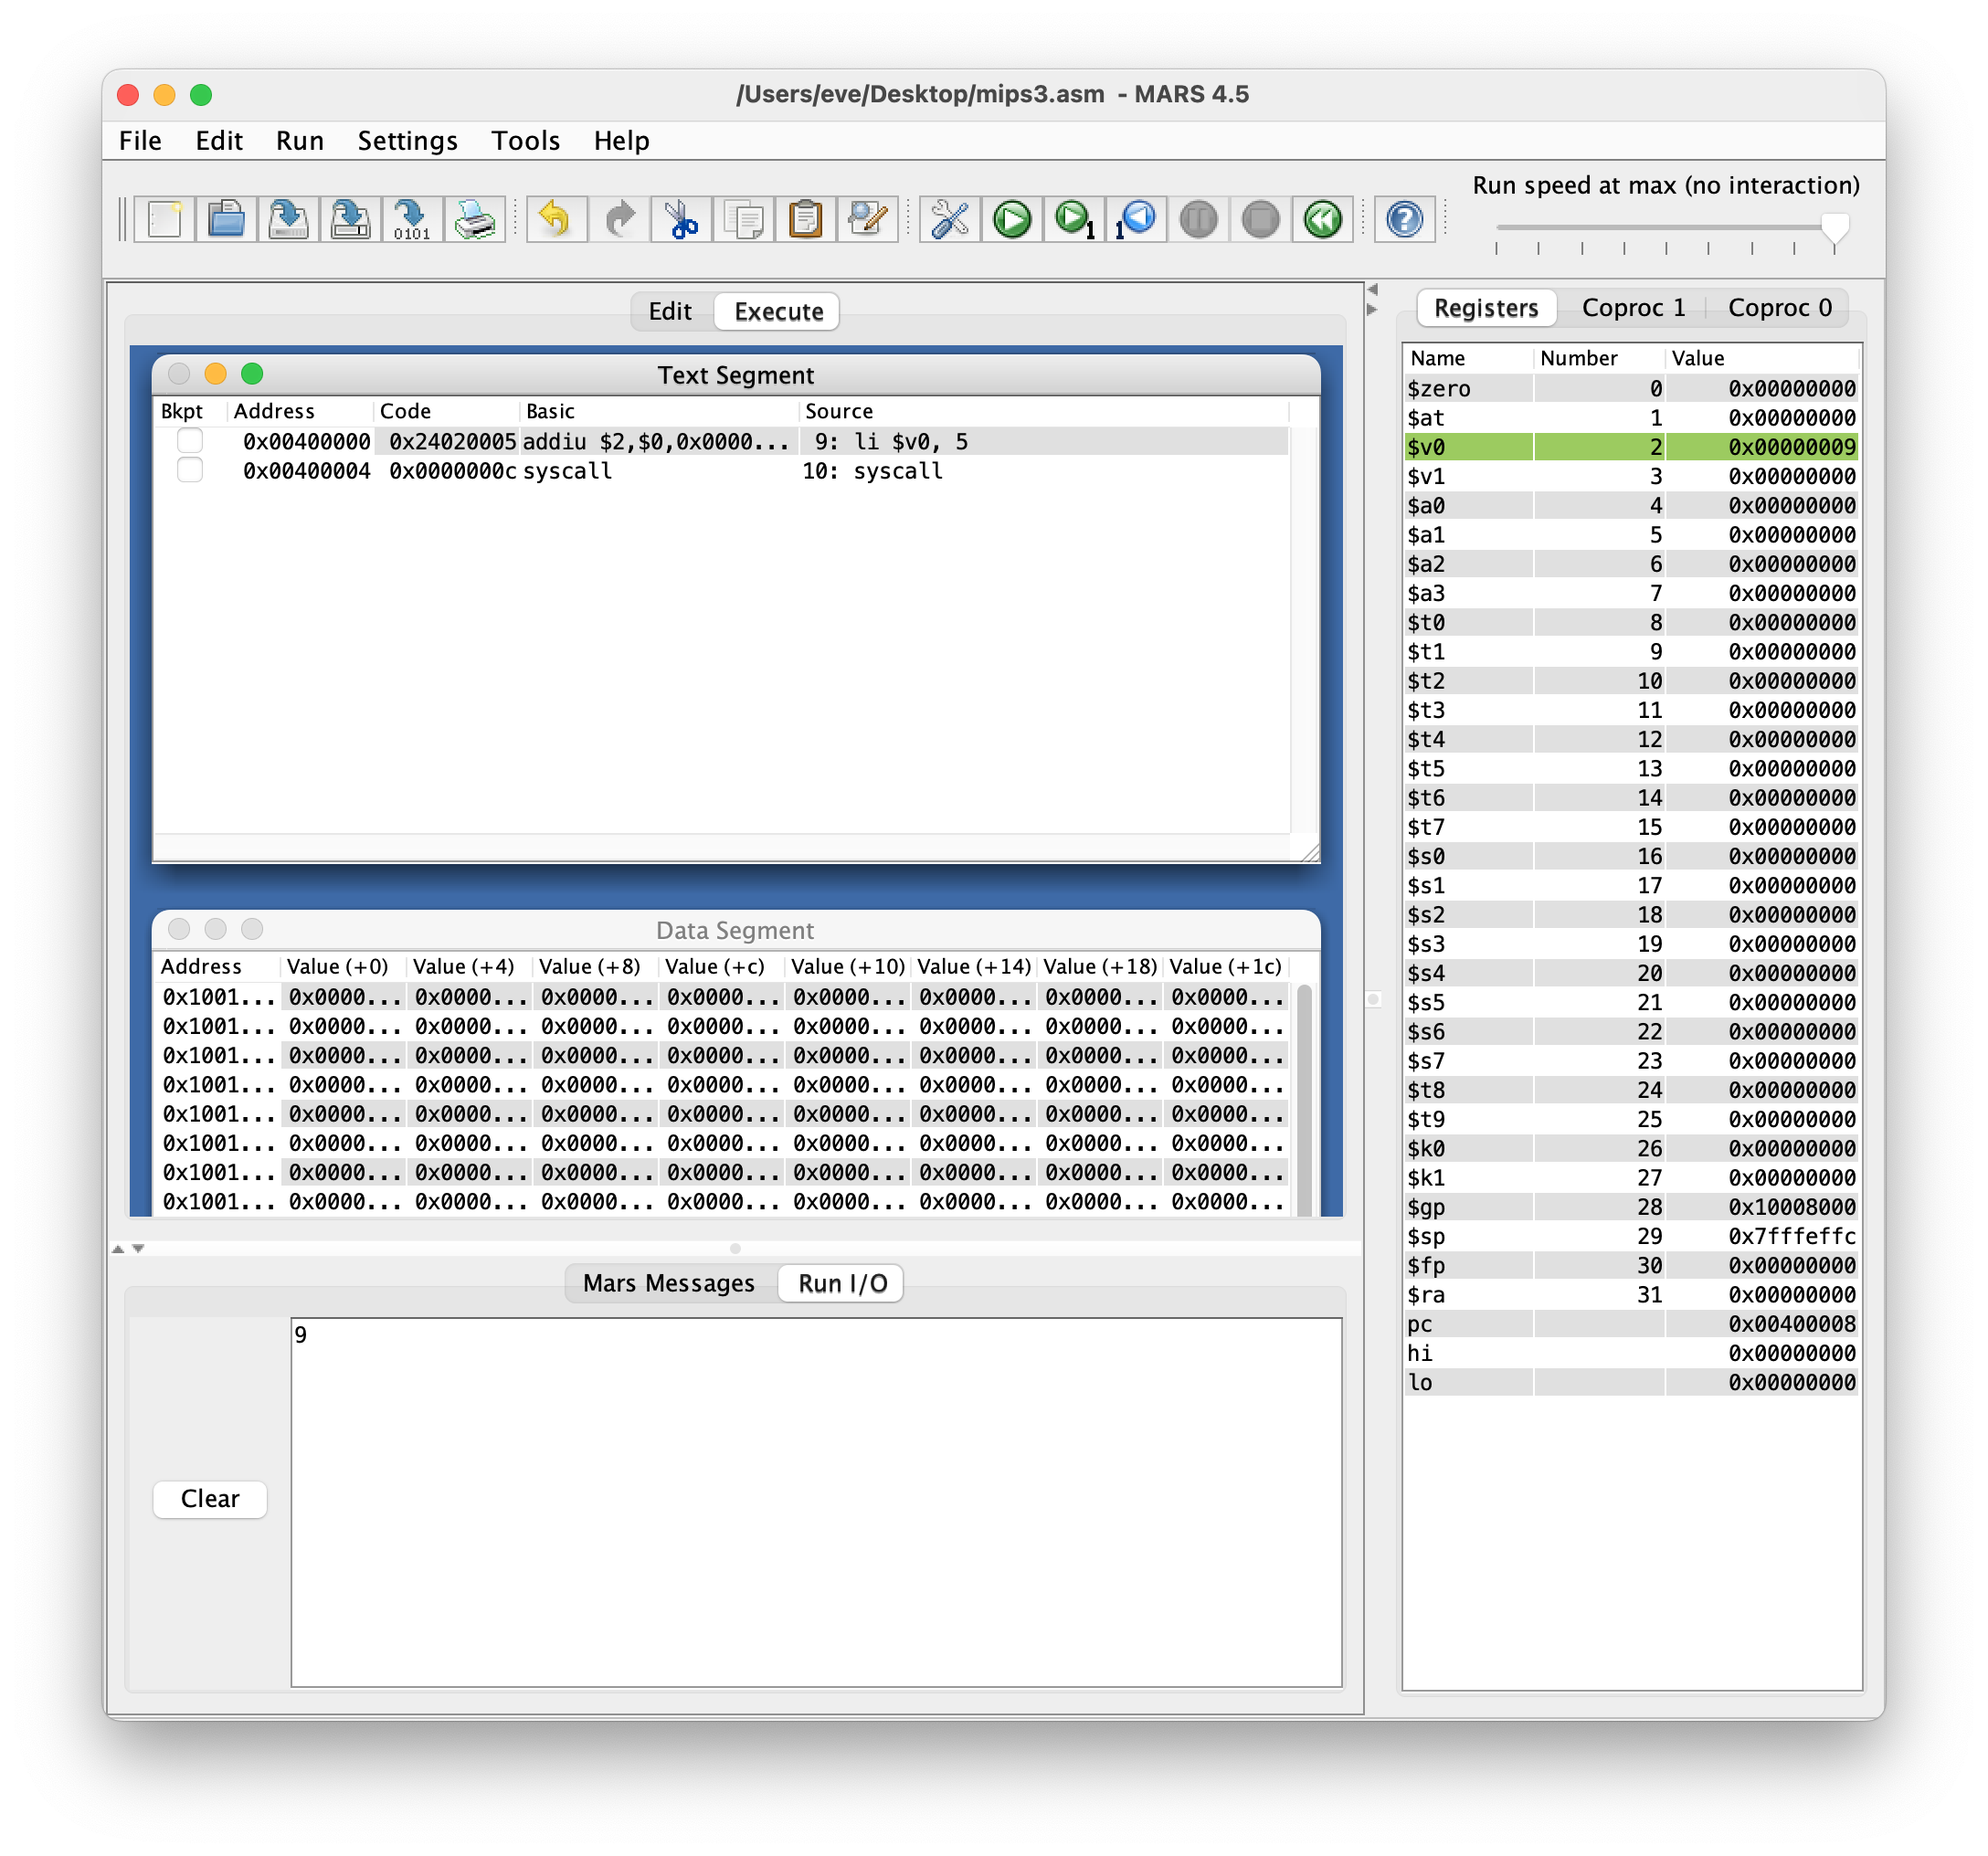 /Users/eve/Desktop/mips3.asm - MARS 4.5
File Edit Run Settings Tools Help
Run speed at max (no interaction)
0101
1
1
Edit Execute
Text Segment
Bkpt Address Code Basic Source
0x00400000 0x24020005 addiu $2,$0,0x0000... 9: li $v0, 5
0x00400004 0x0000000c syscall 10: syscall
Data Segment
Address Value (+0) Value (+4) Value (+8) Value (+c) Value (+10) Value (+14) Value (+18) Value (+1c)
0x1001... 0x0000... 0x0000... 0x0000... 0x0000... 0x0000... 0x0000... 0x0000... 0x0000...
0x1001... 0x0000... 0x0000... 0x0000... 0x0000... 0x0000... 0x0000... 0x0000... 0x0000...
0x1001... 0x0000... 0x0000... 0x0000... 0x0000... 0x0000... 0x0000... 0x0000... 0x0000...
0x1001... 0x0000... 0x0000... 0x0000... 0x0000... 0x0000... 0x0000... 0x0000... 0x0000...
0x1001... 0x0000... 0x0000... 0x0000... 0x0000... 0x0000... 0x0000... 0x0000... 0x0000...
0x1001... 0x0000... 0x0000... 0x0000... 0x0000... 0x0000... 0x0000... 0x0000... 0x0000...
0x1001... 0x0000... 0x0000... 0x0000... 0x0000... 0x0000... 0x0000... 0x0000... 0x0000...
0x1001... 0x0000... 0x0000... 0x0000... 0x0000... 0x0000... 0x0000... 0x0000... 0x0000...
Mars Messages Run I/O
9
Clear
Registers Coproc 1 Coproc 0
Name Number Value
$zero 0 0x00000000
$at 1 0x00000000
$v0 2 0x00000009
$v1 3 0x00000000
$a0 4 0x00000000
$a1 5 0x00000000
$a2 6 0x00000000
$a3 7 0x00000000
$t0 8 0x00000000
$t1 9 0x00000000
$t2 10 0x00000000
$t3 11 0x00000000
$t4 12 0x00000000
$t5 13 0x00000000
$t6 14 0x00000000
$t7 15 0x00000000
$s0 16 0x00000000
$s1 17 0x00000000
$s2 18 0x00000000
$s3 19 0x00000000
$s4 20 0x00000000
$s5 21 0x00000000
$s6 22 0x00000000
$s7 23 0x00000000
$t8 24 0x00000000
$t9 25 0x00000000
$k0 26 0x00000000
$k1 27 0x00000000
$gp 28 0x10008000
$sp 29 0x7fffeffc
$fp 30 0x00000000
$ra 31 0x00000000
pc 0x00400008
hi 0x00000000
lo 0x00000000